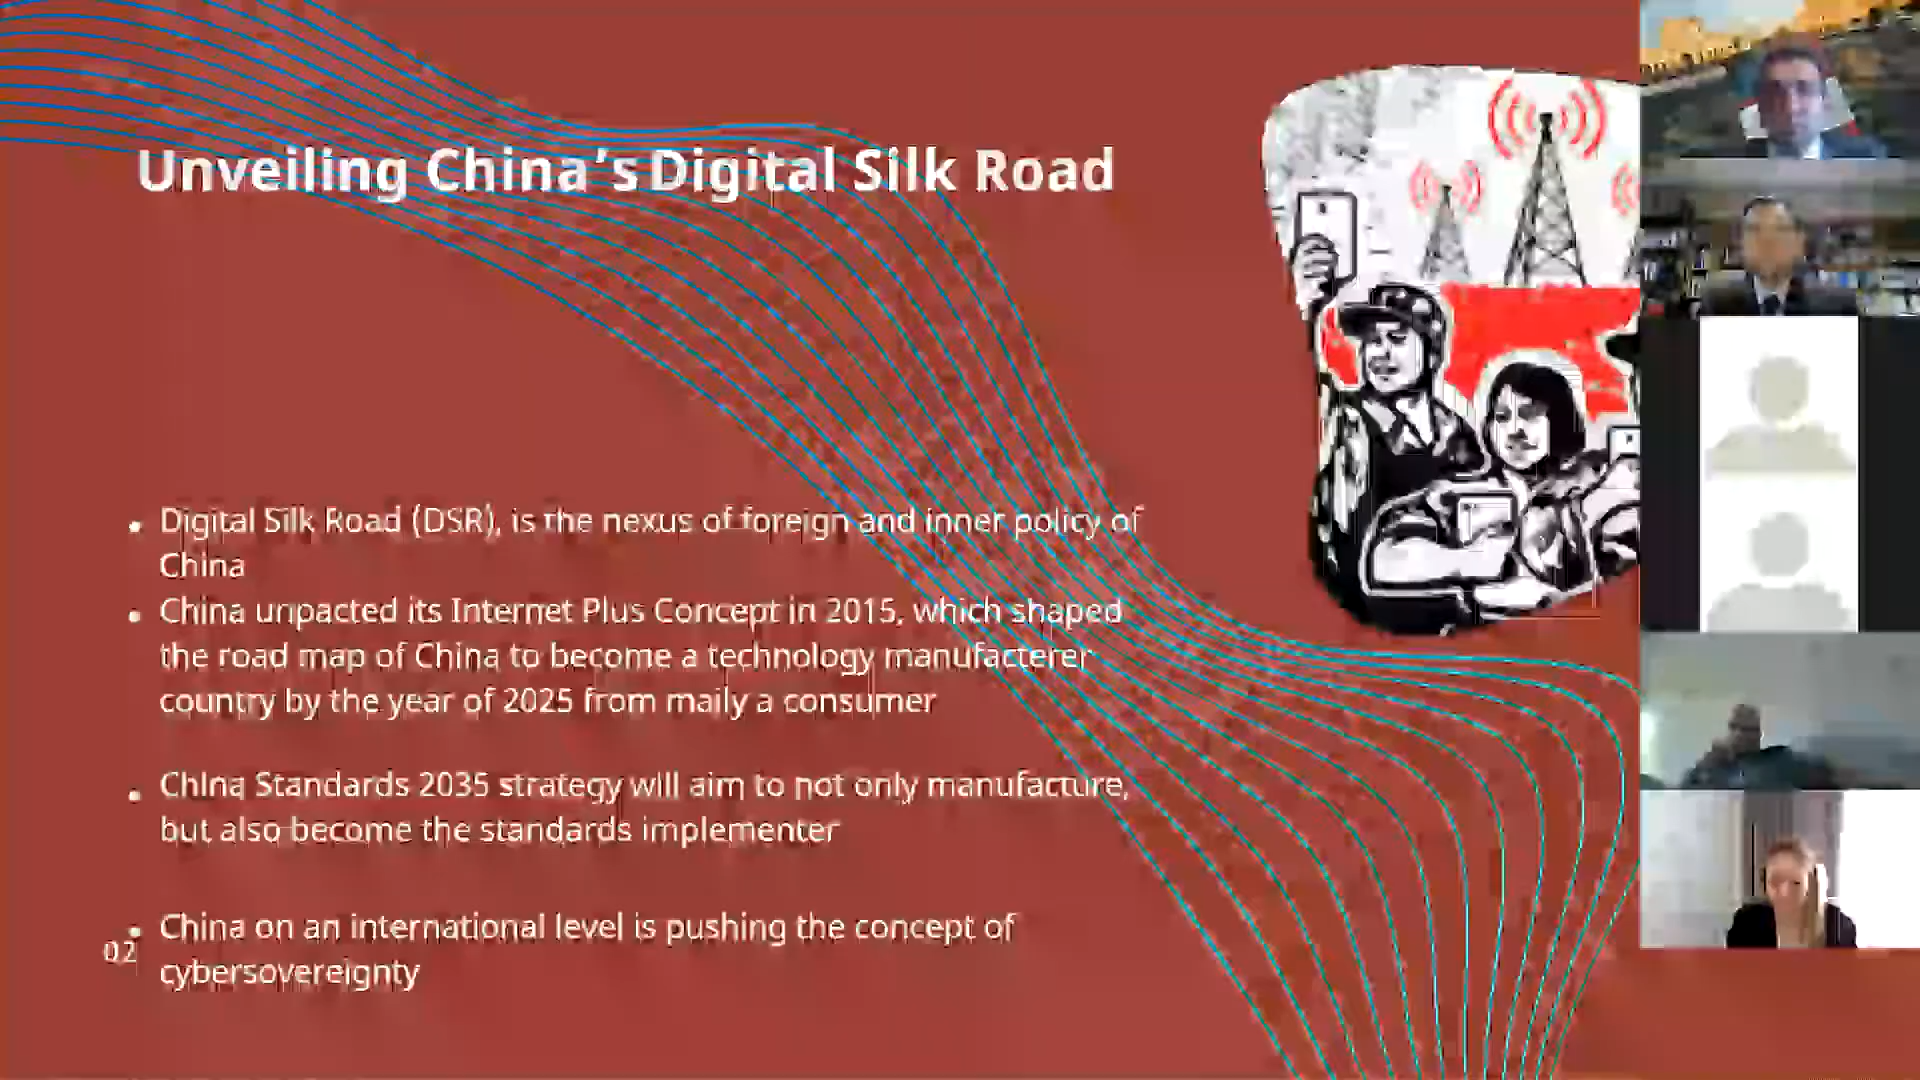 Unveiling China’s Digital Silk Road
• Digital Silk Road (DSR), is the nexus of foreign and inner policy of
China
• China unpacted its Internet Plus Concept in 2015, which shaped
the road map of China to become a technology manufacterer
country by the year of 2025 from maily a consumer
• China Standards 2035 strategy will aim to not only manufacture,
but also become the standards implementer
• China on an international level is pushing the concept of
cybersovereignty
02